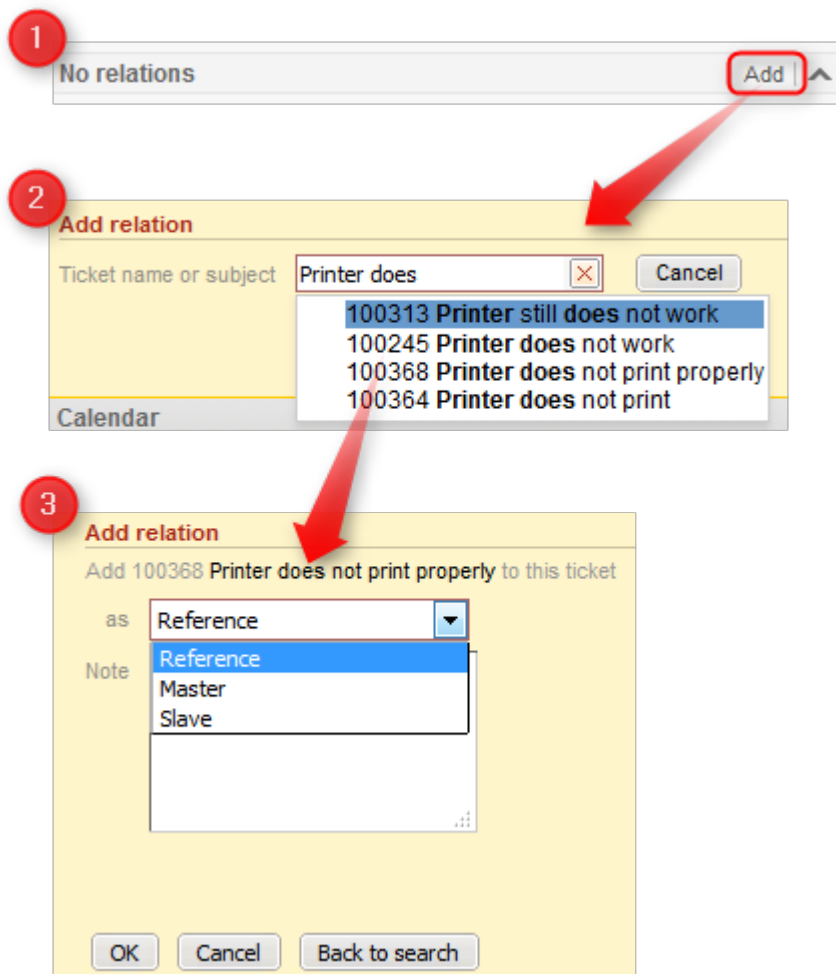 1
No relations Add
2
Add relation
Ticket name or subject Printer does Cancel
100313 Printer still does not work
100245 Printer does not work
100368 Printer does not print properly
100364 Printer does not print
Calendar
3
Add relation
Add 100368 Printer does not print properly to this ticket
as Reference
Reference
Note
Master
Slave
OK Cancel Back to search